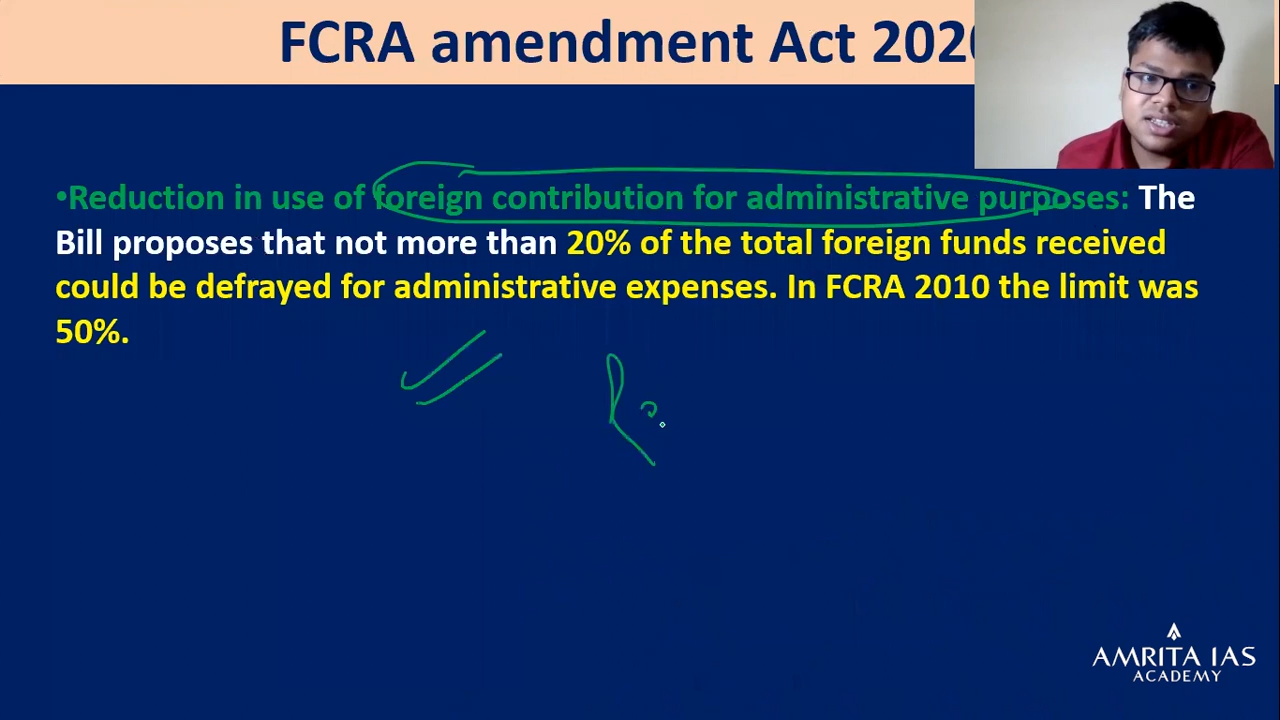 FCRA amendment Act 202
•Reduction in use of foreign contribution for administrative purposes: The
Bill proposes that not more than 20% of the total foreign funds received
could be defrayed for administrative expenses. In FCRA 2010 the limit was
50%.
AMRITA IAS
ACADEMY